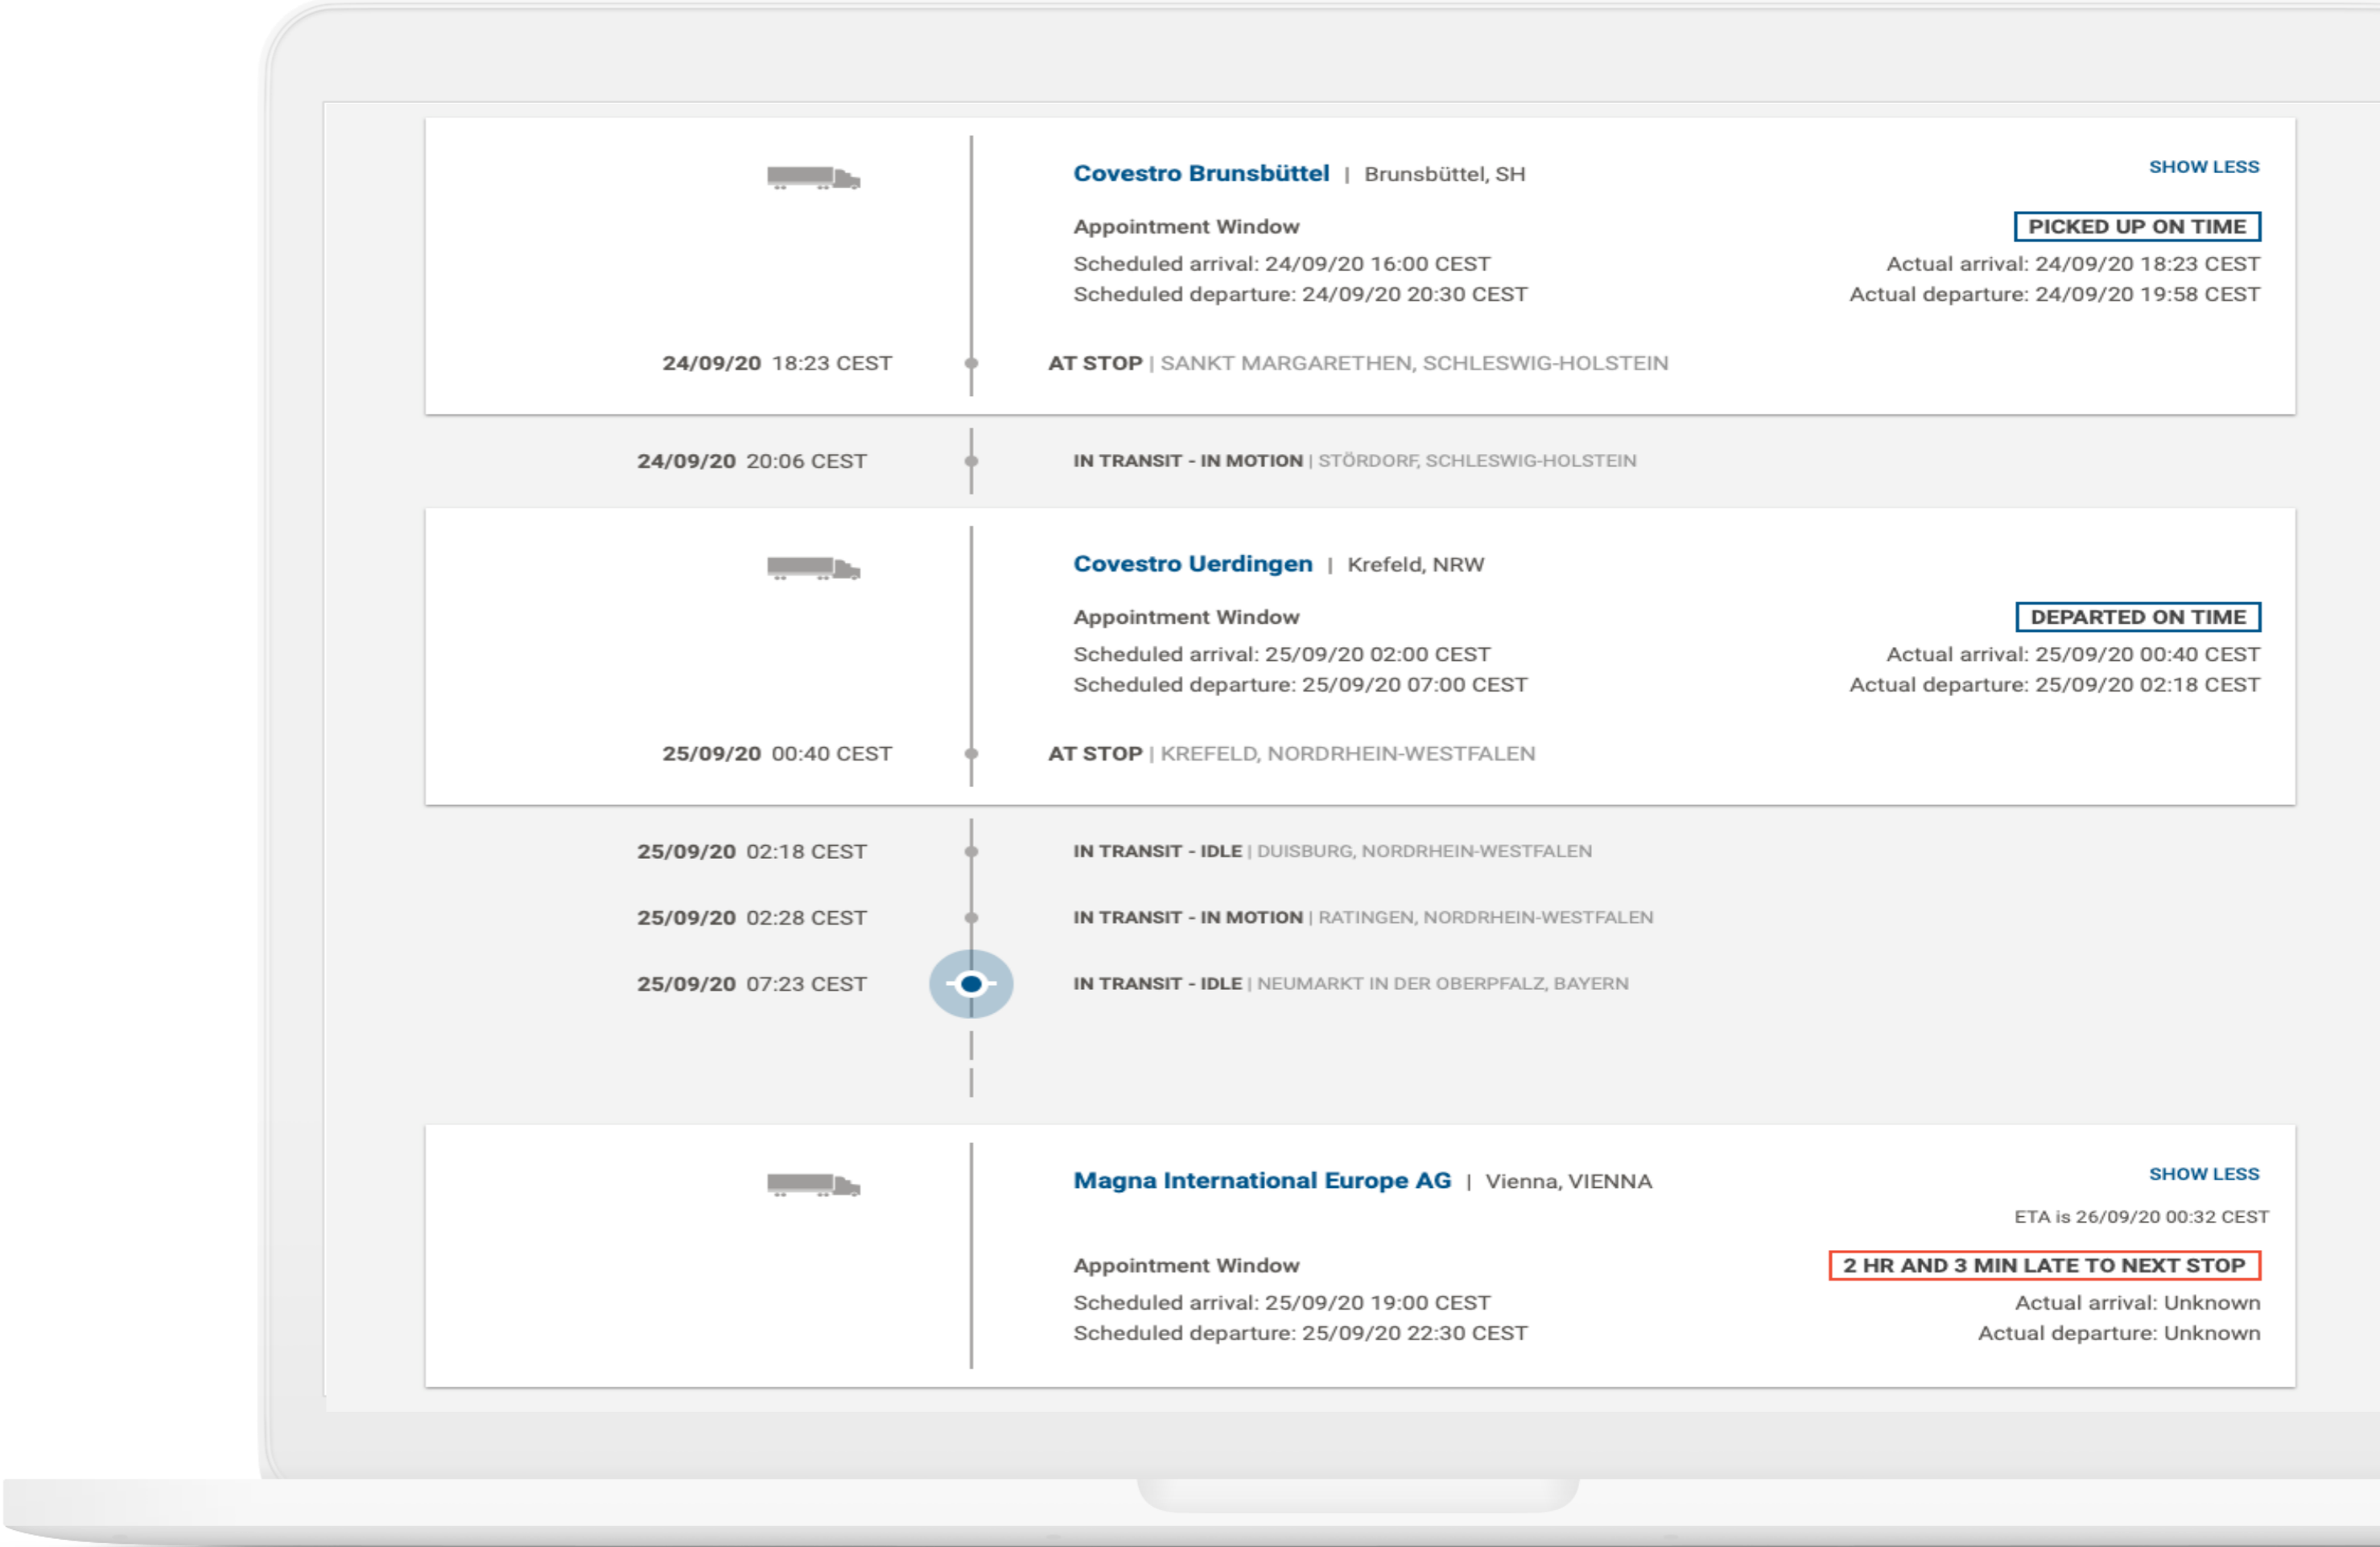 Covestro Brunsbüttel | Brunsbüttel, SH
SHOW LESS
Appointment Window
PICKED UP ON TIME
Scheduled arrival: 24/09/20 16:00 CEST
Actual arrival: 24/09/20 18:23 CEST
Scheduled departure: 24/09/20 20:30 CEST
Actual departure: 24/09/20 19:58 CEST
24/09/20 18:23 CEST
AT STOP | SANKT MARGARETHEN, SCHLESWIG-HOLSTEIN
24/09/20 20:06 CEST
IN TRANSIT - IN MOTION | STÖRDORF, SCHLESWIG-HOLSTEIN
Covestro Uerdingen | Krefeld, NRW
Appointment Window
DEPARTED ON TIME
Scheduled arrival: 25/09/20 02:00 CEST
Actual arrival: 25/09/20 00:40 CEST
Scheduled departure: 25/09/20 07:00 CEST
Actual departure: 25/09/20 02:18 CEST
25/09/20 00:40 CEST
AT STOP | KREFELD, NORDRHEIN-WESTFALEN
25/09/20 02:18 CEST
IN TRANSIT - IDLE | DUISBURG, NORDRHEIN-WESTFALEN
25/09/20 02:28 CEST
IN TRANSIT - IN MOTION | RATINGEN, NORDRHEIN-WESTFALEN
25/09/20 07:23 CEST
IN TRANSIT - IDLE | NEUMARKT IN DER OBERPFALZ, BAYERN
Magna International Europe AG | Vienna, VIENNA
SHOW LESS
ETA is 26/09/20 00:32 CEST
Appointment Window
2 HR AND 3 MIN LATE TO NEXT STOP
Scheduled arrival: 25/09/20 19:00 CEST
Actual arrival: Unknown
Scheduled departure: 25/09/20 22:30 CEST
Actual departure: Unknown